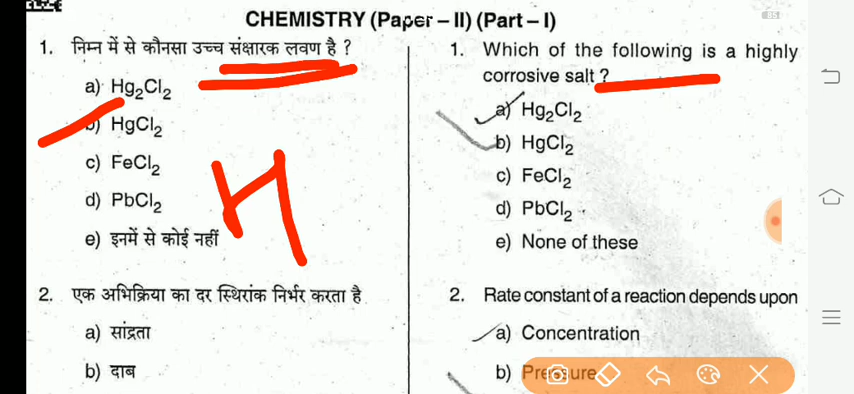 CHEMISTRY (Paper – II) (Part – I)
1. निम्न में से कौनसा उच्च संक्षारक लवण है ?
a) Hg₂Cl₂
b) HgCl₂
c) FeCl₂
d) PbCl₂
e) इनमें से कोई नहीं
2. एक अभिक्रिया का दर स्थिरांक निर्भर करता है
a) सांद्रता
b) दाब
1. Which of the following is a highly
corrosive salt ?
a) Hg₂Cl₂
b) HgCl₂
c) FeCl₂
d) PbCl₂
e) None of these
2. Rate constant of a reaction depends upon
a) Concentration
b) Pressure
H
85